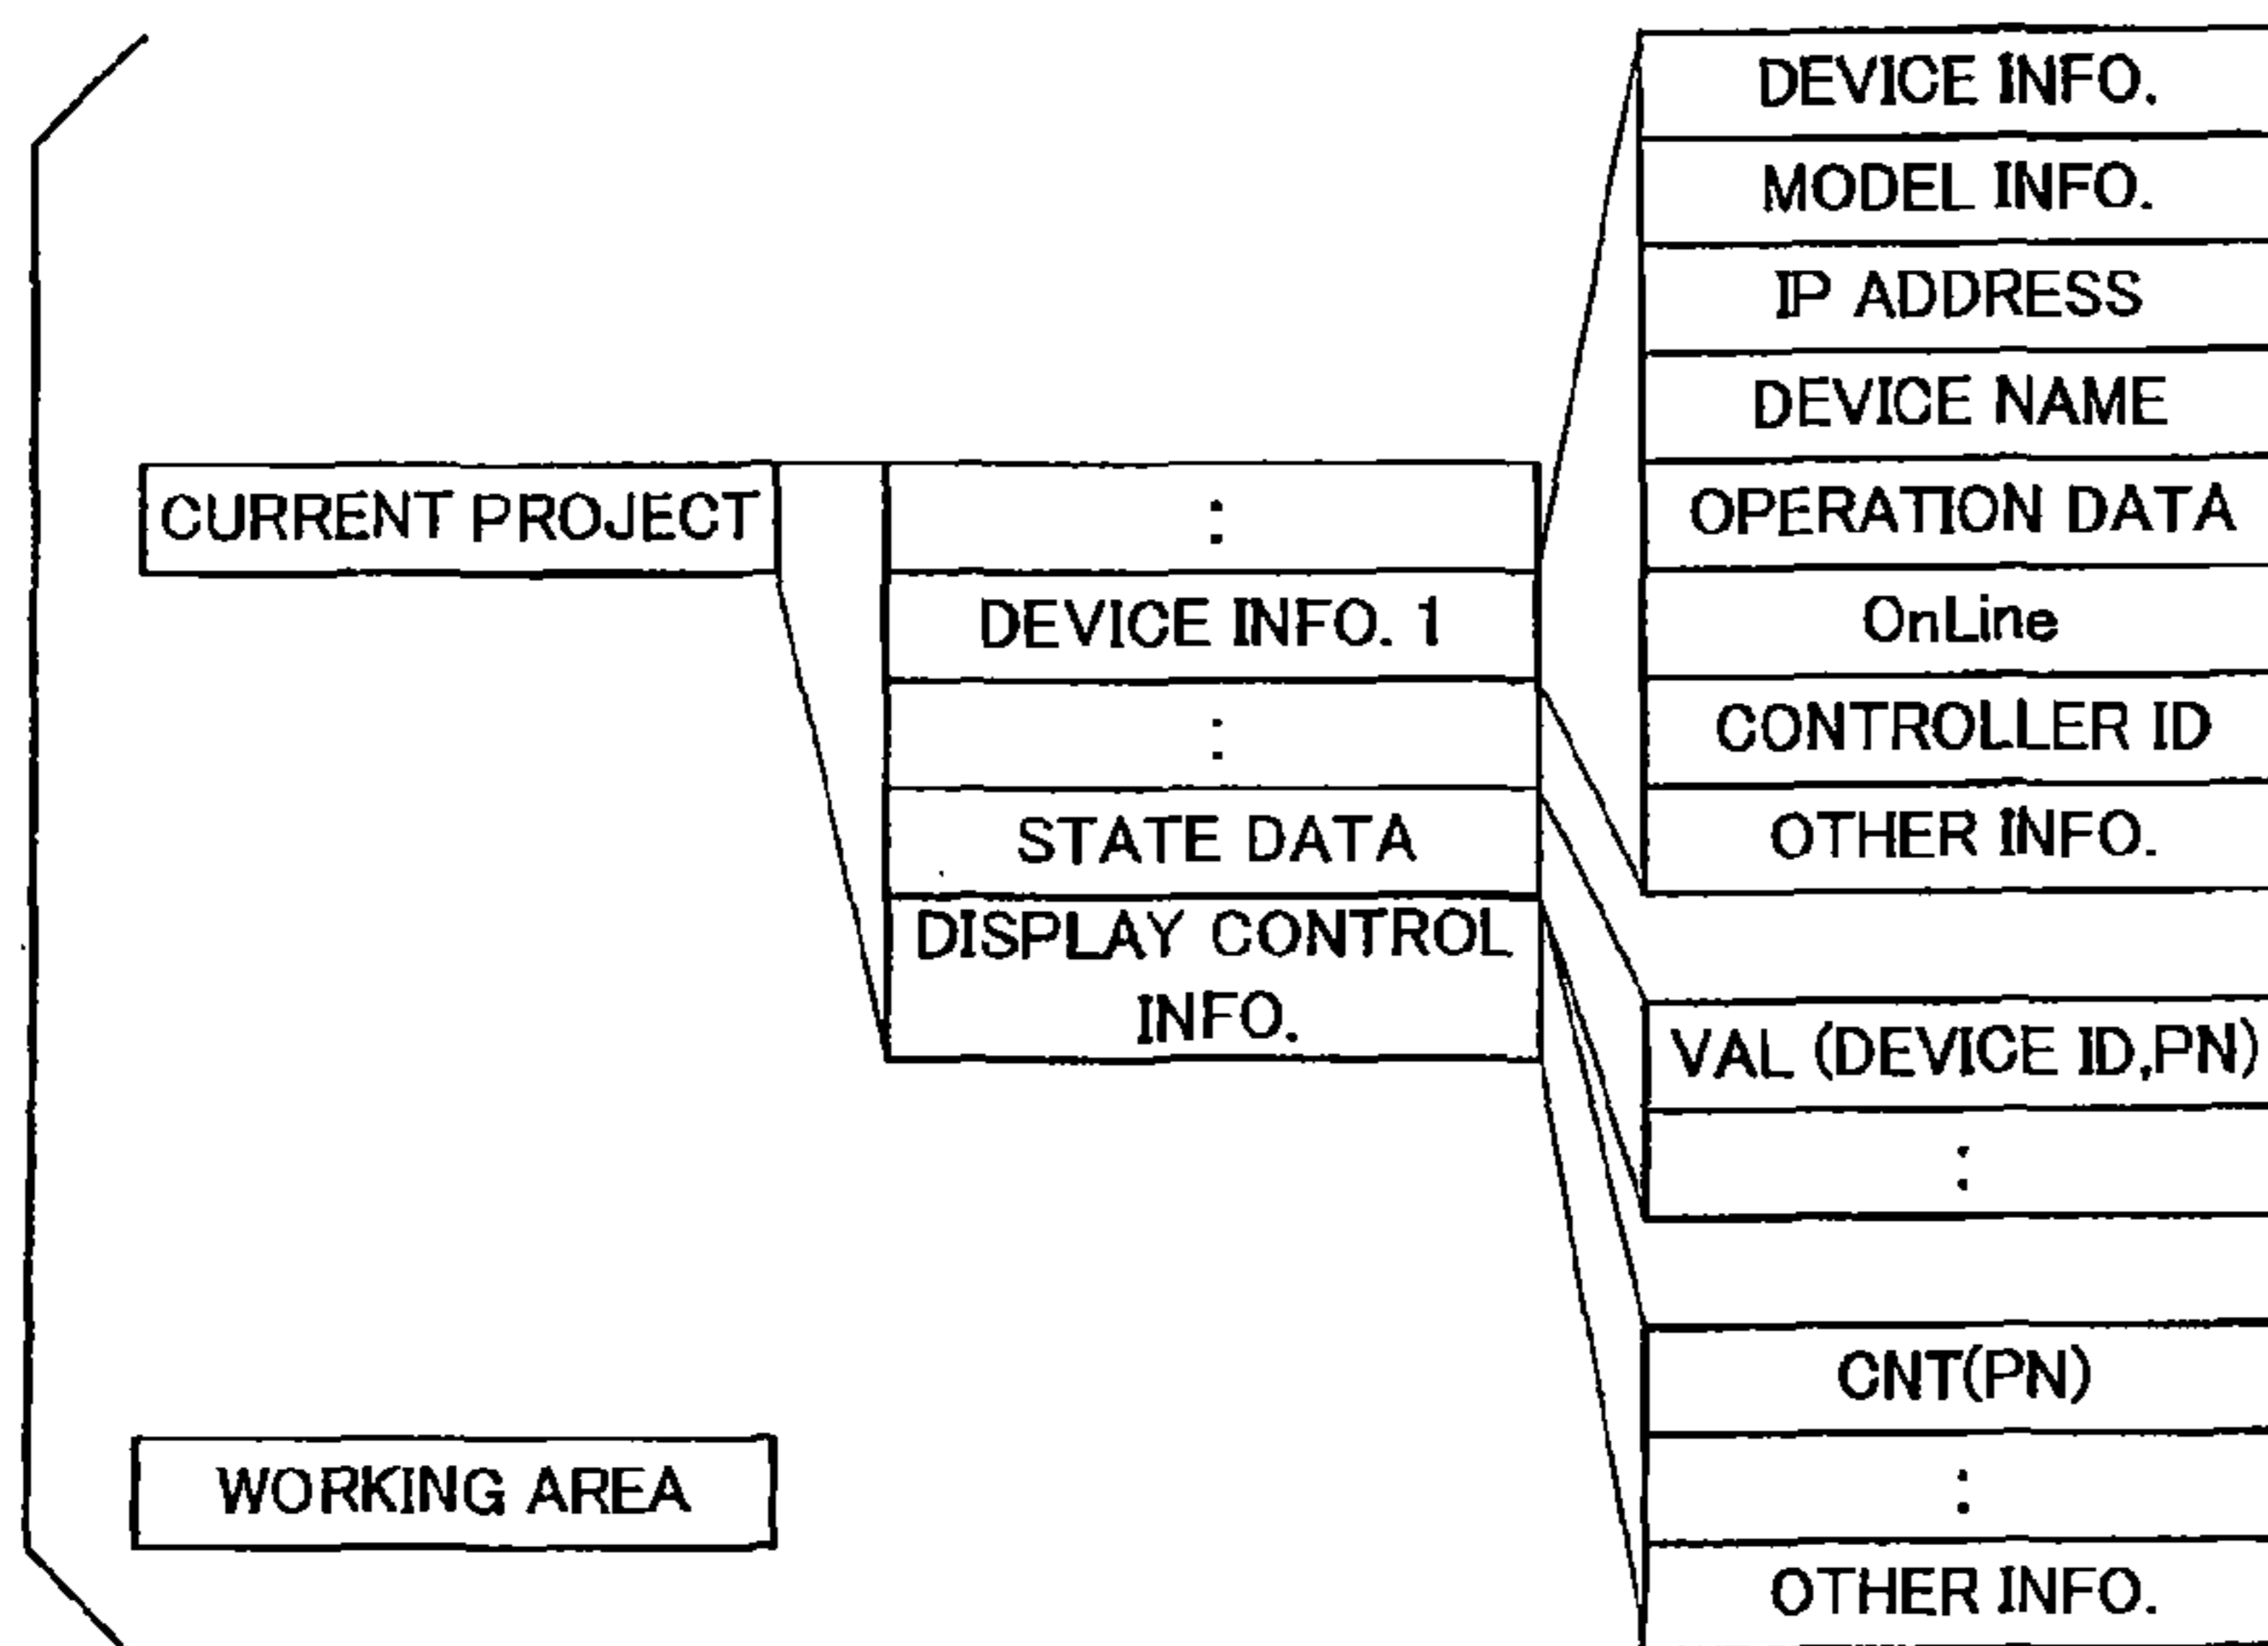 CURRENT PROJECT
WORKING AREA
:
DEVICE INFO. 1
:
STATE DATA
DISPLAY CONTROL
INFO.
DEVICE INFO.
MODEL INFO.
IP ADDRESS
DEVICE NAME
OPERATION DATA
OnLine
CONTROLLER ID
OTHER INFO.
VAL (DEVICE ID,PN)
:
CNT(PN)
:
OTHER INFO.